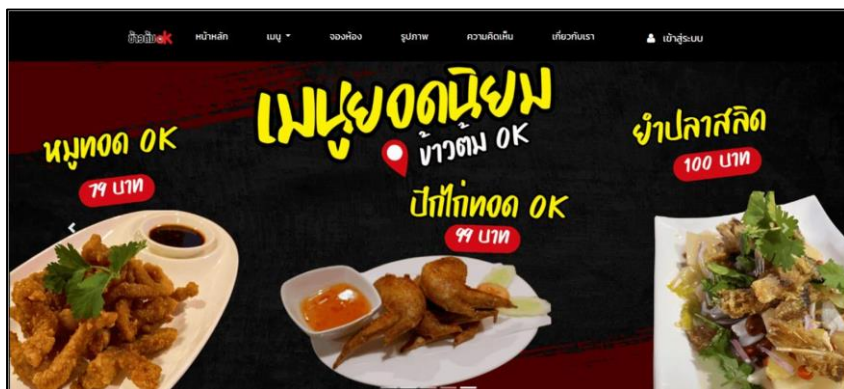 ข้าวต้มok หน้าหลัก เมนู จองห้อง รูปภาพ ความคิดเห็น เกี่ยวกับเรา เข้าสู่ระบบ
เมนูยอดนิยม
ข้าวต้ม OK
หมูทอด OK
79 บาท
ปีกไก่ทอด OK
99 บาท
ยำปลาสลิด
100 บาท